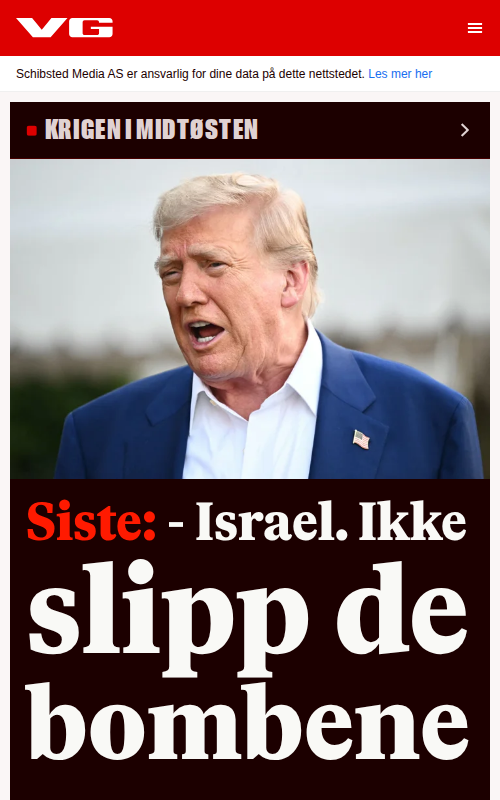 VG
Schibsted Media AS er ansvarlig for dine data på dette nettstedet. Les mer her
KRIGEN I MIDTØSTEN
Siste: - Israel. Ikke
slipp de
bombene